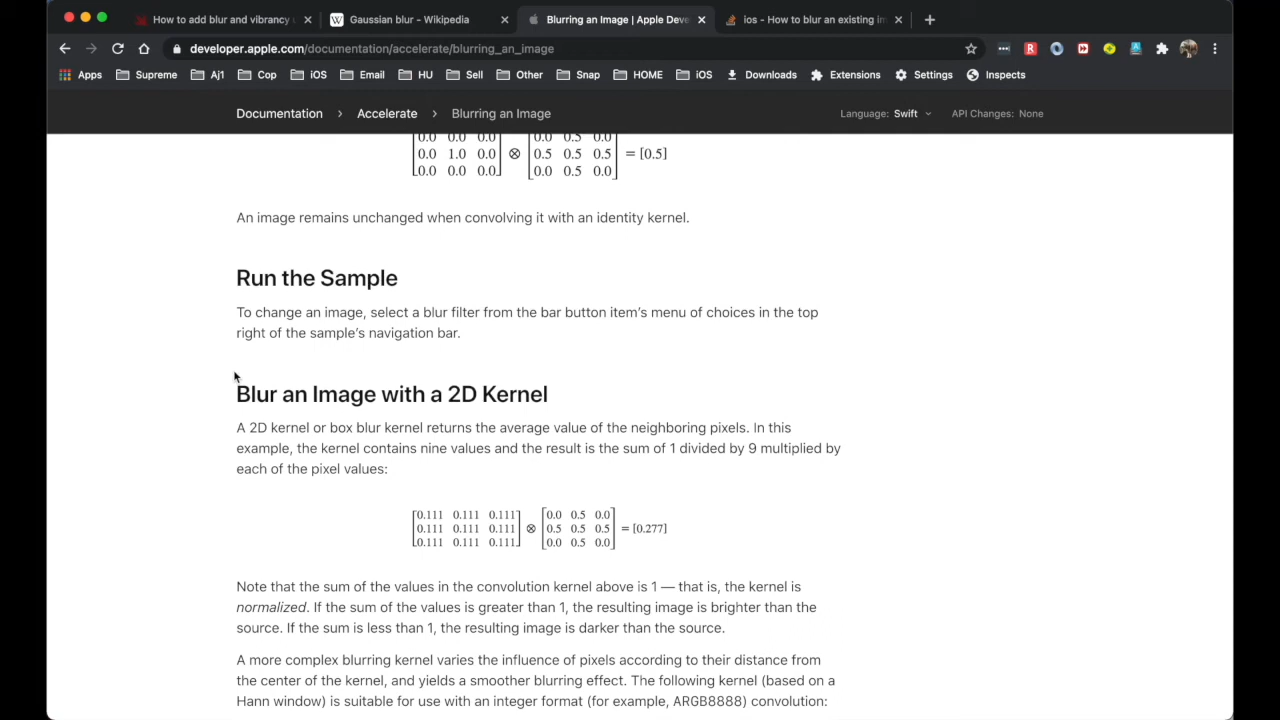 How to add blur and vibrancy
Gaussian blur - Wikipedia
Blurring an Image | Apple Deve
ios - How to blur an existing im
developer.apple.com/documentation/accelerate/blurring_an_image
Apps
Supreme
Aj1
Cop
iOS
Email
HU
Sell
Other
Snap
HOME
iOS
Downloads
Extensions
Settings
Inspects
Documentation > Accelerate > Blurring an Image
Language: Swift
API Changes: None
0.0 0.0 0.0 0.0 0.5 0.0
0.0 1.0 0.0 ⊗ 0.5 0.5 0.5 = [0.5]
0.0 0.0 0.0 0.0 0.5 0.0
An image remains unchanged when convolving it with an identity kernel.
Run the Sample
To change an image, select a blur filter from the bar button item's menu of choices in the top
right of the sample's navigation bar.
Blur an Image with a 2D Kernel
A 2D kernel or box blur kernel returns the average value of the neighboring pixels. In this
example, the kernel contains nine values and the result is the sum of 1 divided by 9 multiplied by
each of the pixel values:
0.111 0.111 0.111 0.0 0.5 0.0
0.111 0.111 0.111 ⊗ 0.5 0.5 0.5 = [0.277]
0.111 0.111 0.111 0.0 0.5 0.0
Note that the sum of the values in the convolution kernel above is 1 — that is, the kernel is
normalized. If the sum of the values is greater than 1, the resulting image is brighter than the
source. If the sum is less than 1, the resulting image is darker than the source.
A more complex blurring kernel varies the influence of pixels according to their distance from
the center of the kernel, and yields a smoother blurring effect. The following kernel (based on a
Hann window) is suitable for use with an integer format (for example, ARGB8888) convolution: